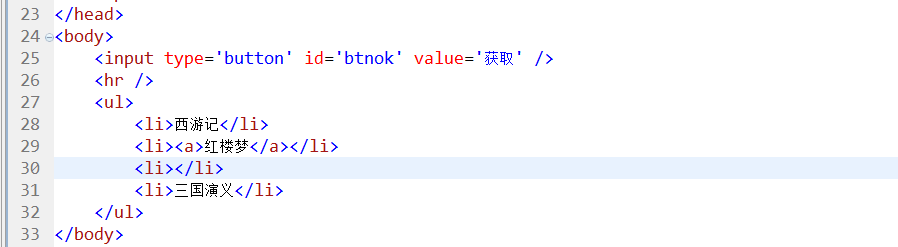 23 </head>
24 <body>
25 <input type='button' id='btnok' value='获取' />
26 <hr />
27 <ul>
28 <li>西游记</li>
29 <li><a>红楼梦</a></li>
30 <li></li>
31 <li>三国演义</li>
32 </ul>
33 </body>